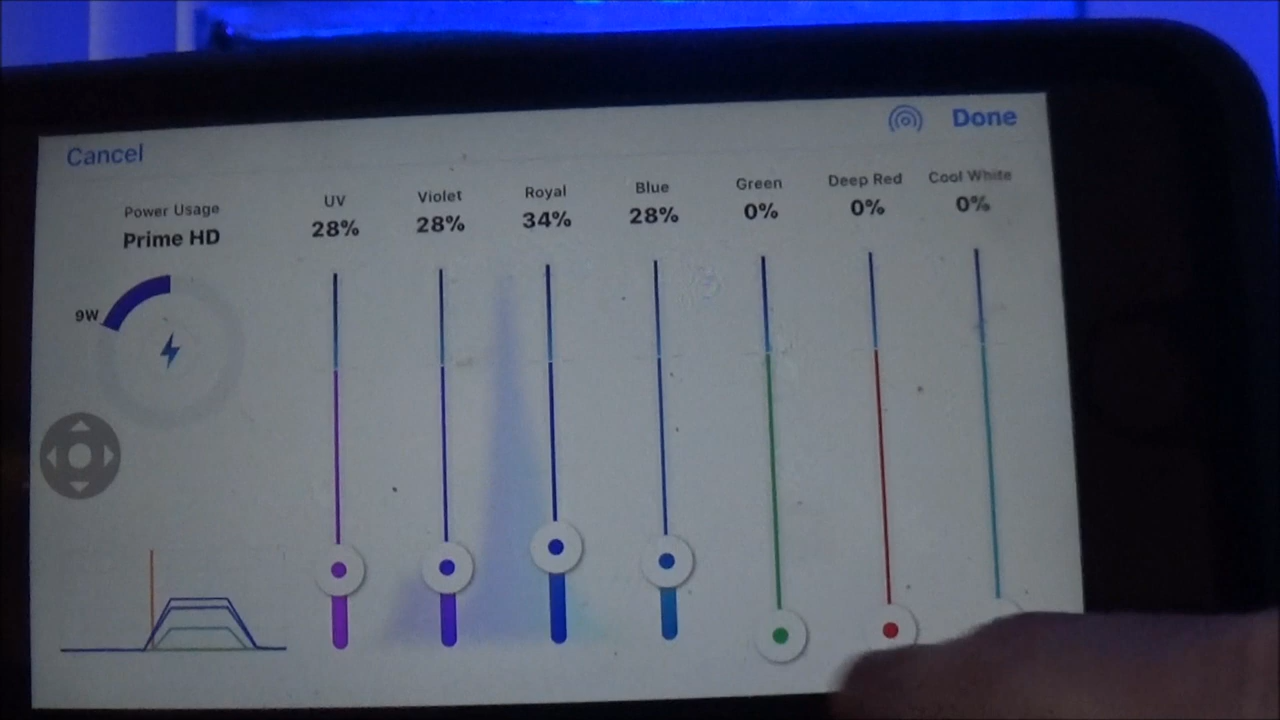 Cancel
Done
Power Usage
Prime HD
9W
UV
28%
Violet
28%
Royal
34%
Blue
28%
Green
0%
Deep Red
0%
Cool White
0%